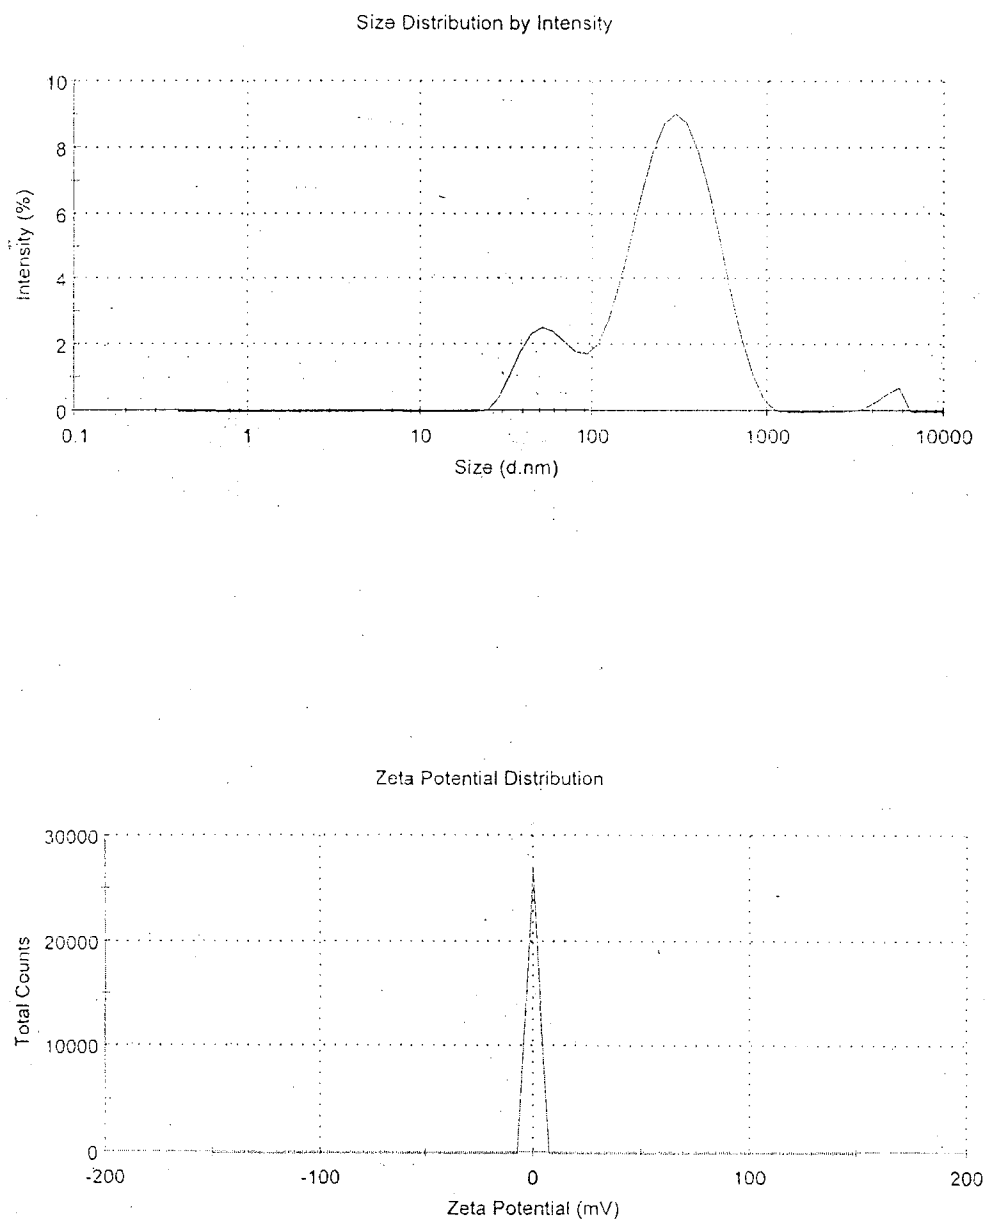 Size Distribution by Intensity
10
8
6
4
2
0
Intensity (%)
0.1 1 10 100 1000 10000
Size (d.nm)
Zeta Potential Distribution
30000
20000
10000
0
Total Counts
-200 -100 0 100 200
Zeta Potential (mV)